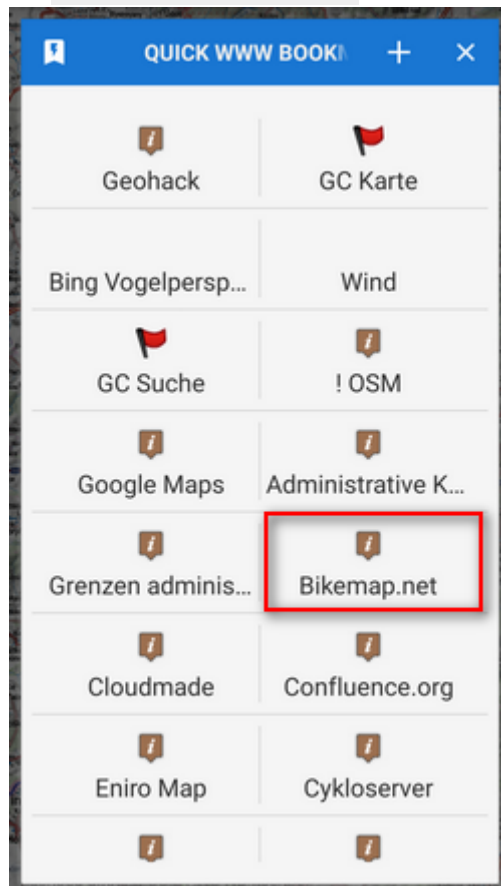 QUICK WWW BOOK
Geohack
GC Karte
Bing Vogelpersp...
Wind
GC Suche
! OSM
Google Maps
Administrative K...
Grenzen adminis...
Bikemap.net
Cloudmade
Confluence.org
Eniro Map
Cykloserver